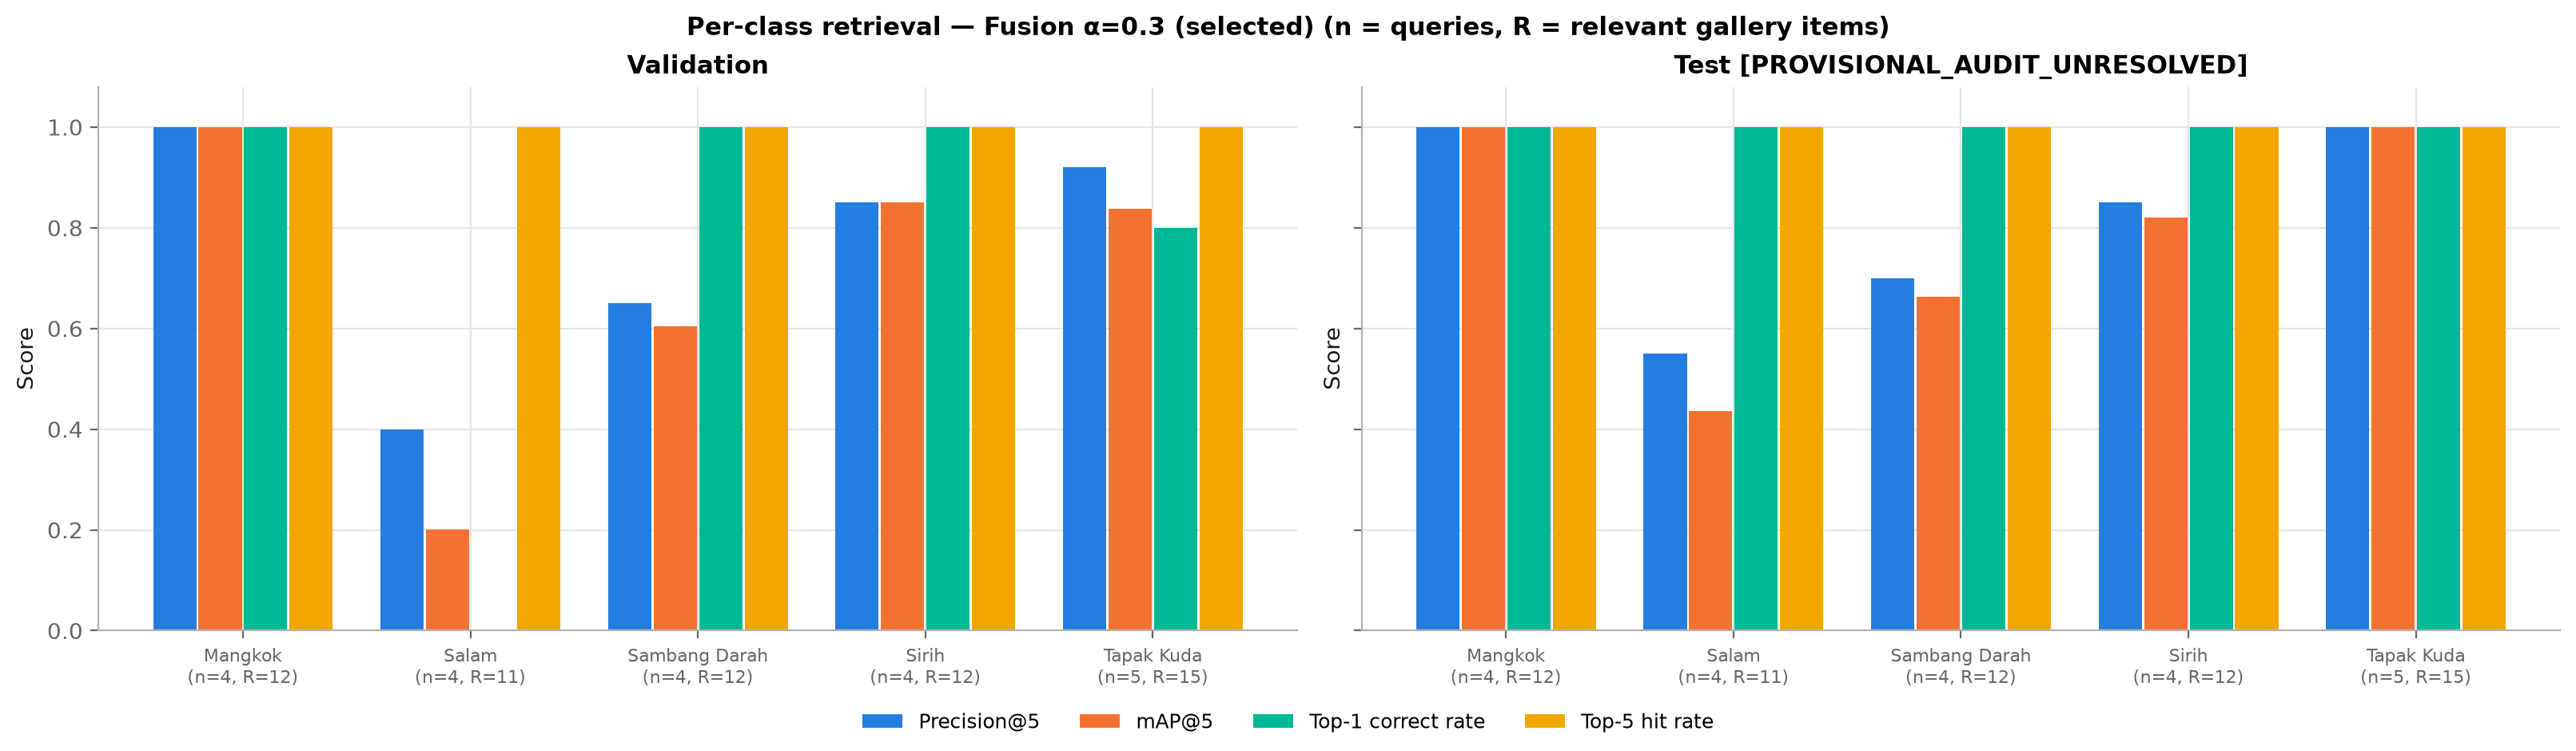 Per-class retrieval — Fusion α=0.3 (selected) (n = queries, R = relevant gallery items)
Validation
Score
1.0
0.8
0.6
0.4
0.2
0.0
Mangkok
(n=4, R=12)
Salam
(n=4, R=11)
Sambang Darah
(n=4, R=12)
Sirih
(n=4, R=12)
Tapak Kuda
(n=5, R=15)
Test [PROVISIONAL_AUDIT_UNRESOLVED]
Score
Mangkok
(n=4, R=12)
Salam
(n=4, R=11)
Sambang Darah
(n=4, R=12)
Sirih
(n=4, R=12)
Tapak Kuda
(n=5, R=15)
Precision@5
mAP@5
Top-1 correct rate
Top-5 hit rate